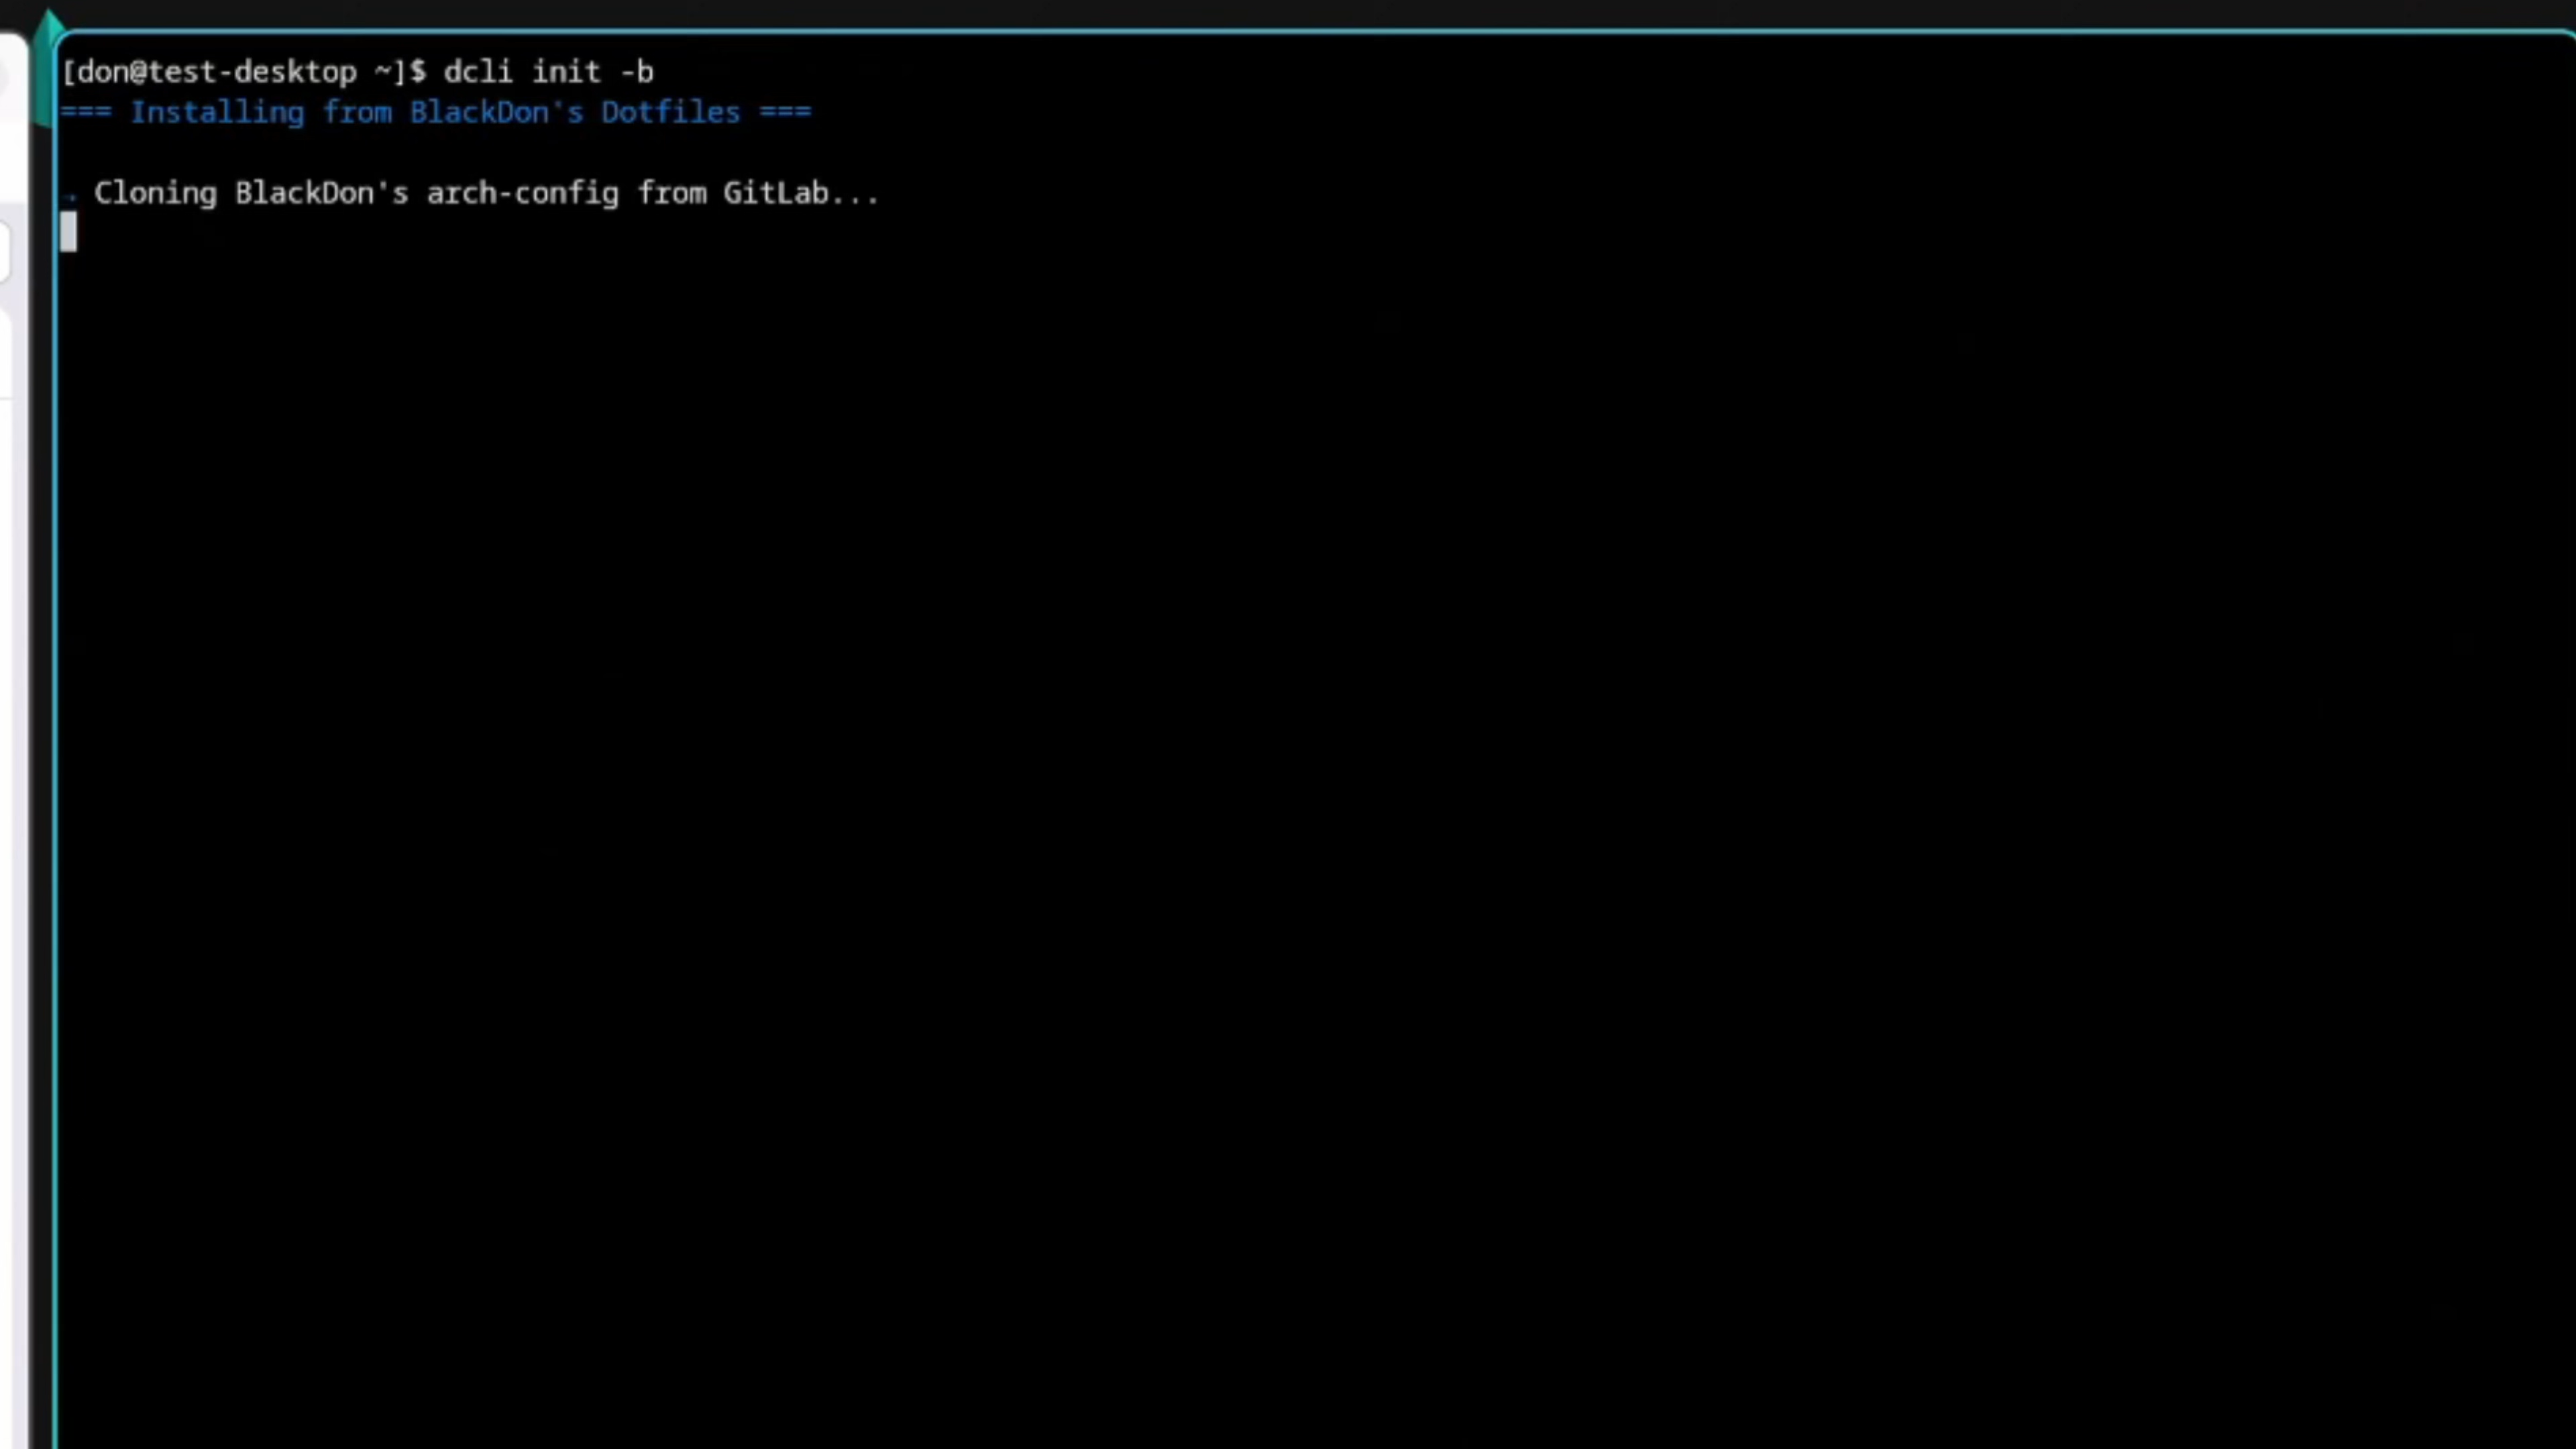 [don@test-desktop ~]$ dcli init -b
=== Installing from BlackDon's Dotfiles ===
→ Cloning BlackDon's arch-config from GitLab...